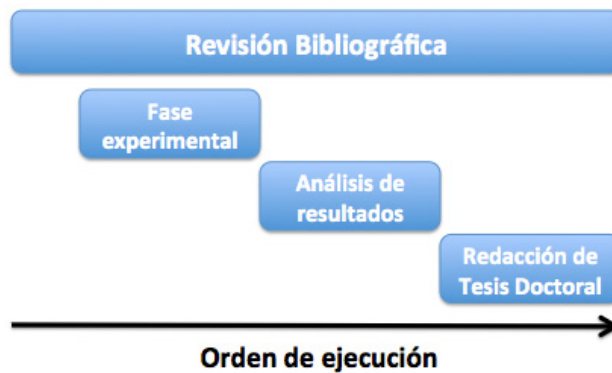 Revisión Bibliográfica
Fase
experimental
Análisis de
resultados
Redacción de
Tesis Doctoral
Orden de ejecución